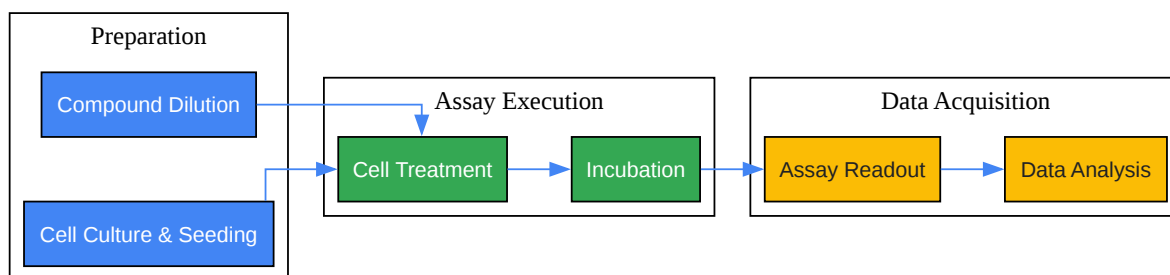 Preparation
Compound Dilution
Cell Culture & Seeding
Assay Execution
Cell Treatment
Incubation
Data Acquisition
Assay Readout
Data Analysis